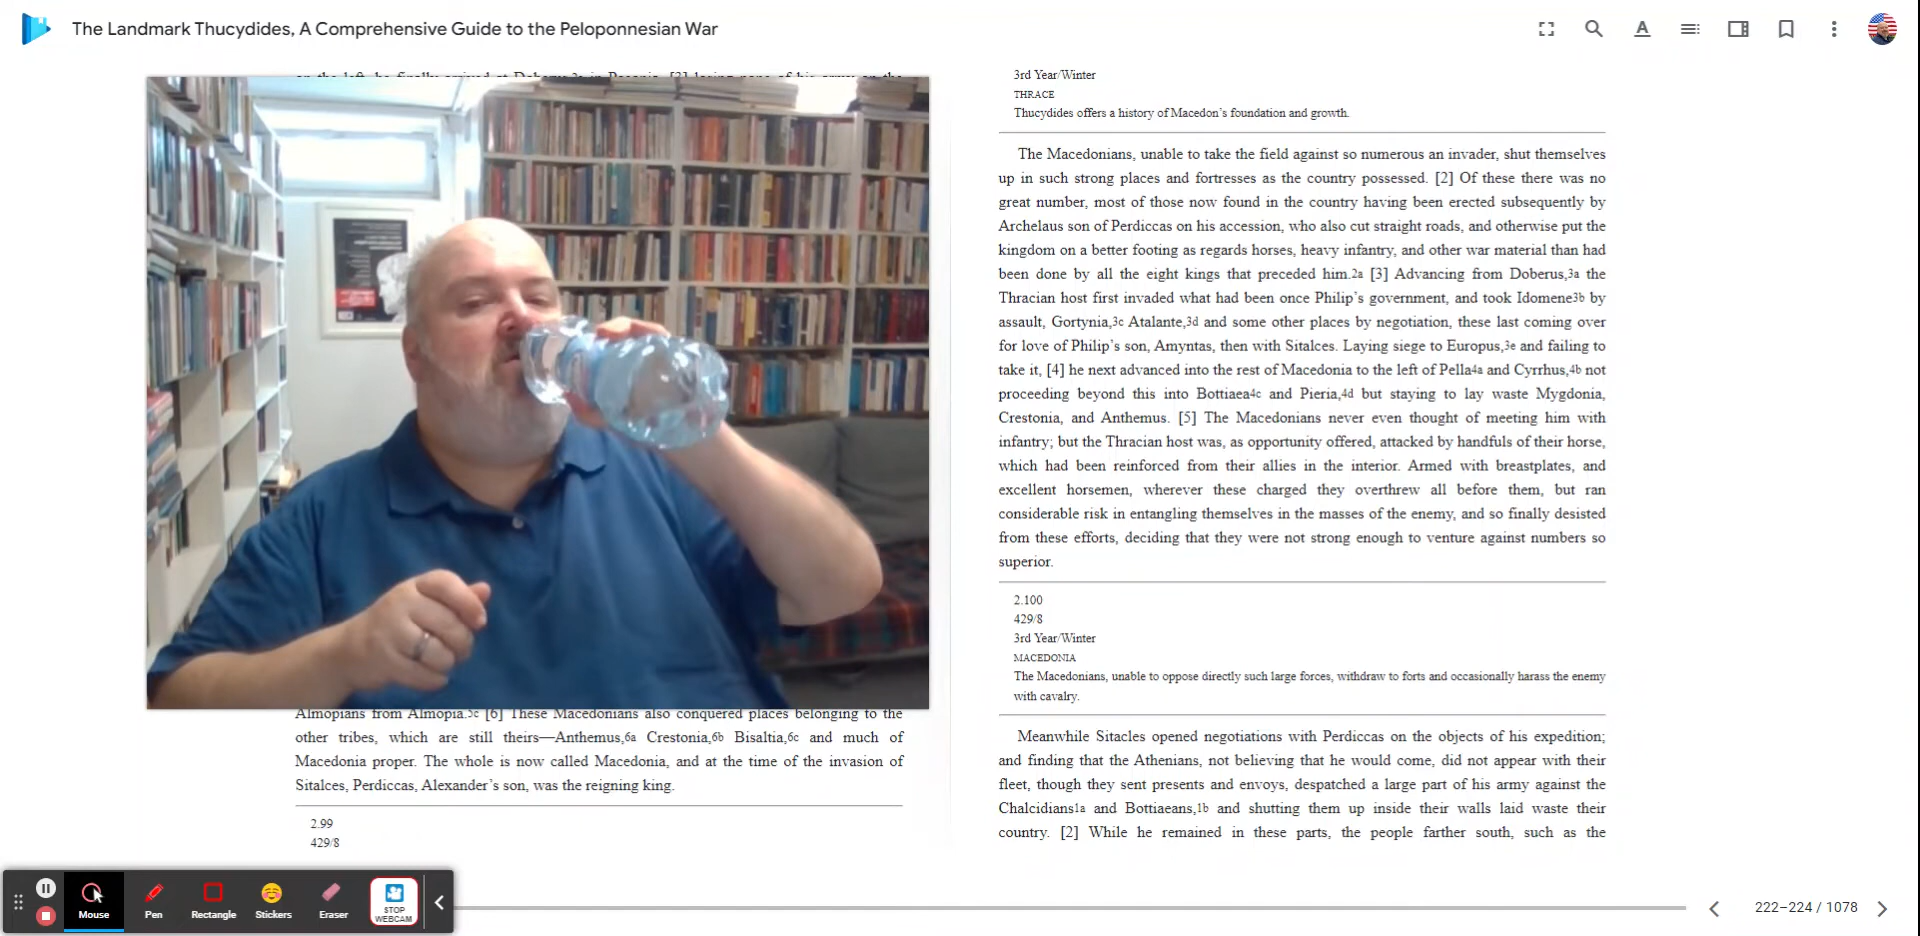 The Landmark Thucydides, A Comprehensive Guide to the Peloponnesian War
Almopians from Almopia.5c [6] These Macedonians also conquered places belonging to the
other tribes, which are still theirs—Anthemus,6a Crestonia,6b Bisaltia,6c and much of
Macedonia proper. The whole is now called Macedonia, and at the time of the invasion of
Sitalces, Perdiccas, Alexander's son, was the reigning king.
2.99
429/8
3rd Year/Winter
THRACE
Thucydides offers a history of Macedon's foundation and growth.
The Macedonians, unable to take the field against so numerous an invader, shut themselves
up in such strong places and fortresses as the country possessed. [2] Of these there was no
great number, most of those now found in the country having been erected subsequently by
Archelaus son of Perdiccas on his accession, who also cut straight roads, and otherwise put the
kingdom on a better footing as regards horses, heavy infantry, and other war material than had
been done by all the eight kings that preceded him.2a [3] Advancing from Doberus,3a the
Thracian host first invaded what had been once Philip's government, and took Idomene3b by
assault, Gortynia,3c Atalante,3d and some other places by negotiation, these last coming over
for love of Philip's son, Amyntas, then with Sitalces. Laying siege to Europus,3e and failing to
take it, [4] he next advanced into the rest of Macedonia to the left of Pella4a and Cyrrhus,4b not
proceeding beyond this into Bottiaea4c and Pieria,4d but staying to lay waste Mygdonia,
Crestonia, and Anthemus. [5] The Macedonians never even thought of meeting him with
infantry; but the Thracian host was, as opportunity offered, attacked by handfuls of their horse,
which had been reinforced from their allies in the interior. Armed with breastplates, and
excellent horsemen, wherever these charged they overthrew all before them, but ran
considerable risk in entangling themselves in the masses of the enemy, and so finally desisted
from these efforts, deciding that they were not strong enough to venture against numbers so
superior.
2.100
429/8
3rd Year/Winter
MACEDONIA
The Macedonians, unable to oppose directly such large forces, withdraw to forts and occasionally harass the enemy
with cavalry.
Meanwhile Sitacles opened negotiations with Perdiccas on the objects of his expedition;
and finding that the Athenians, not believing that he would come, did not appear with their
fleet, though they sent presents and envoys, despatched a large part of his army against the
Chalcidians1a and Bottiaeans,1b and shutting them up inside their walls laid waste their
country. [2] While he remained in these parts, the people farther south, such as the
Mouse
Pen
Rectangle
Stickers
Eraser
STOP
WEBCAM
222–224 / 1078